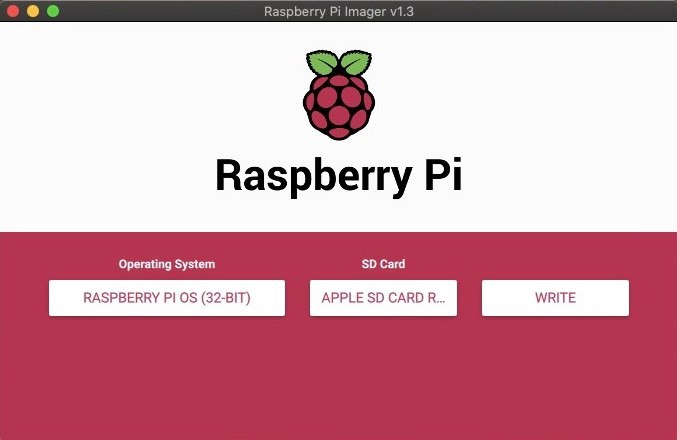 Raspberry Pi Imager v1.3
Raspberry Pi
Operating System
SD Card
RASPBERRY PI OS (32-BIT)
APPLE SD CARD R...
WRITE